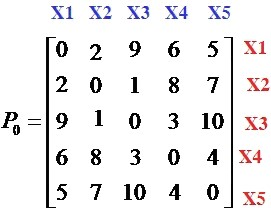 X1 X2 X3 X4 X5
0 2 9 6 5 X1
2 0 1 8 7 X2
P₀ = 9 1 0 3 10 X3
6 8 3 0 4 X4
5 7 10 4 0 X5